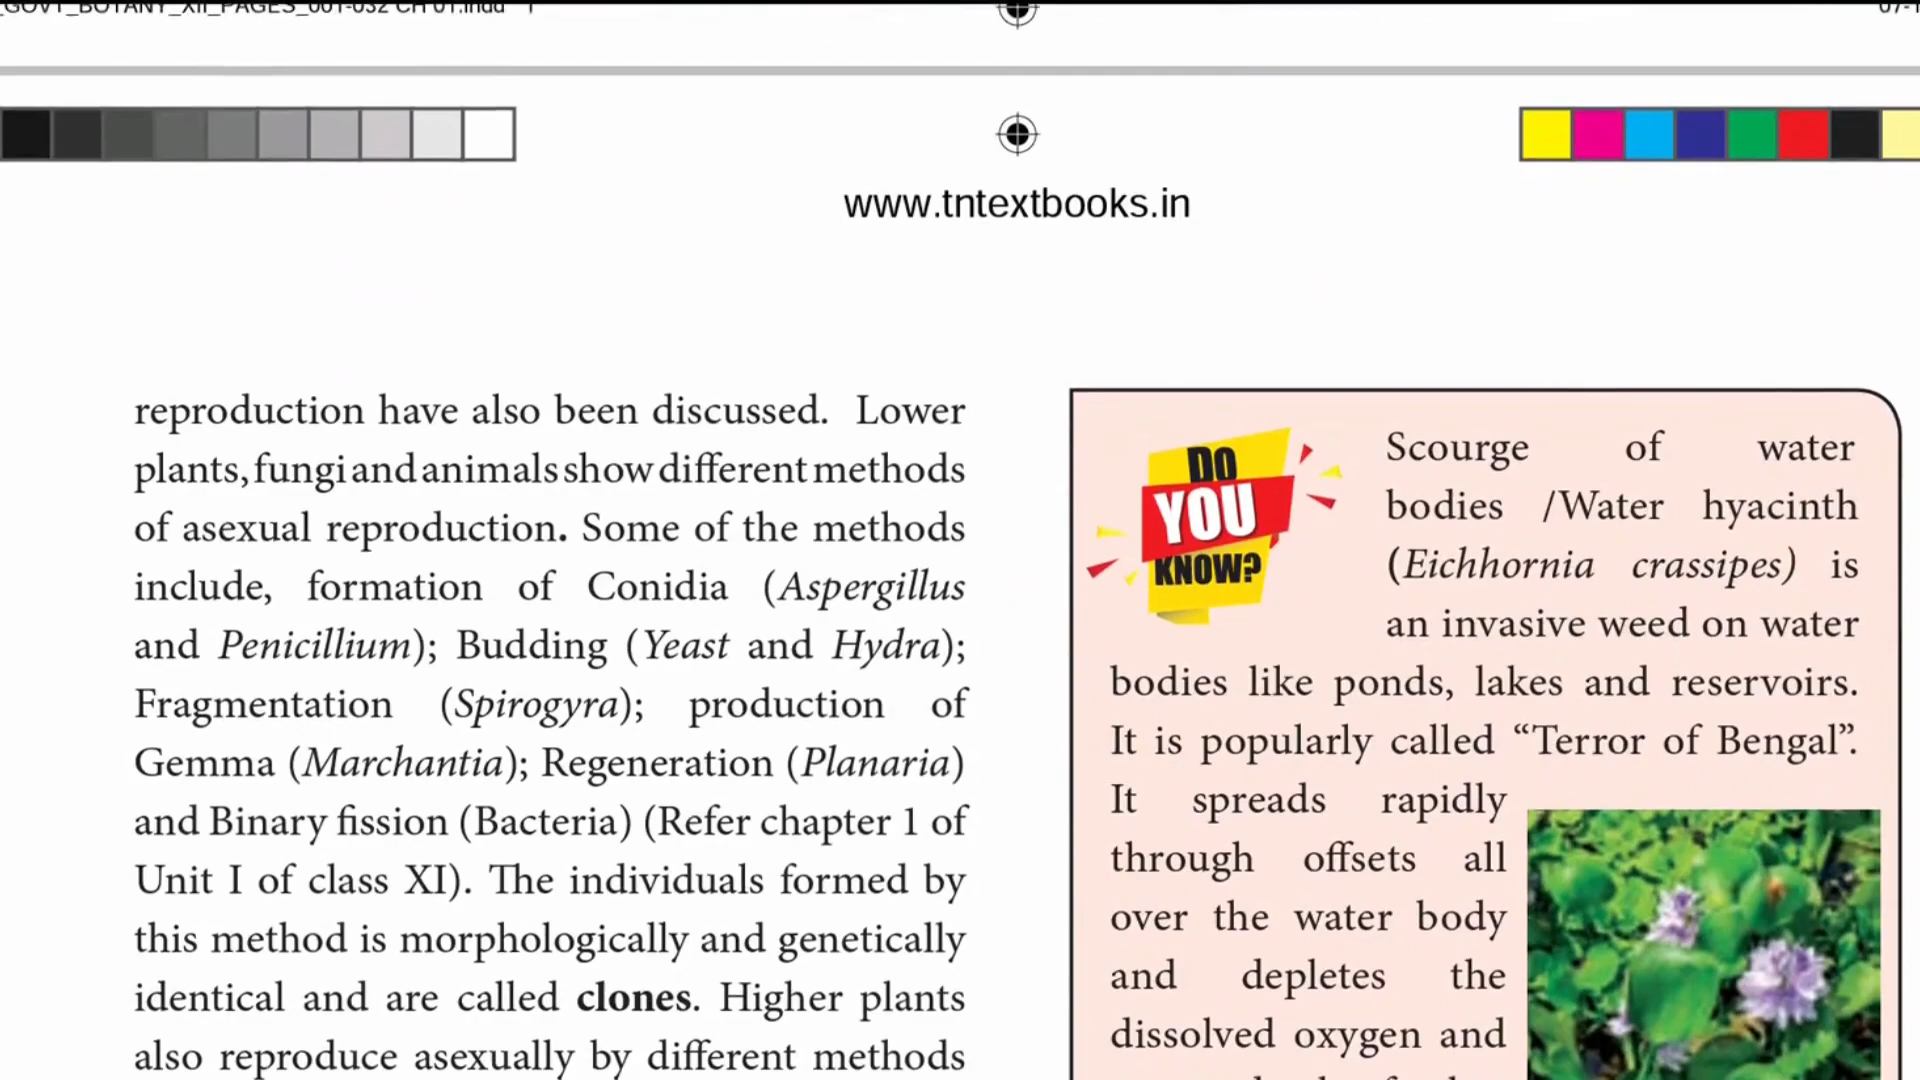 _GOVT_BOTANY_XII_PAGES_001-032 CH 01.indd 1
07-1
www.tntextbooks.in
reproduction have also been discussed. Lower
plants, fungi and animals show different methods
of asexual reproduction. Some of the methods
include, formation of Conidia (Aspergillus
and Penicillium); Budding (Yeast and Hydra);
Fragmentation (Spirogyra); production of
Gemma (Marchantia); Regeneration (Planaria)
and Binary fission (Bacteria) (Refer chapter 1 of
Unit I of class XI). The individuals formed by
this method is morphologically and genetically
identical and are called clones. Higher plants
also reproduce asexually by different methods
DO
YOU
KNOW?
Scourge of water
bodies /Water hyacinth
(Eichhornia crassipes) is
an invasive weed on water
bodies like ponds, lakes and reservoirs.
It is popularly called “Terror of Bengal”.
It spreads rapidly
through offsets all
over the water body
and depletes the
dissolved oxygen and